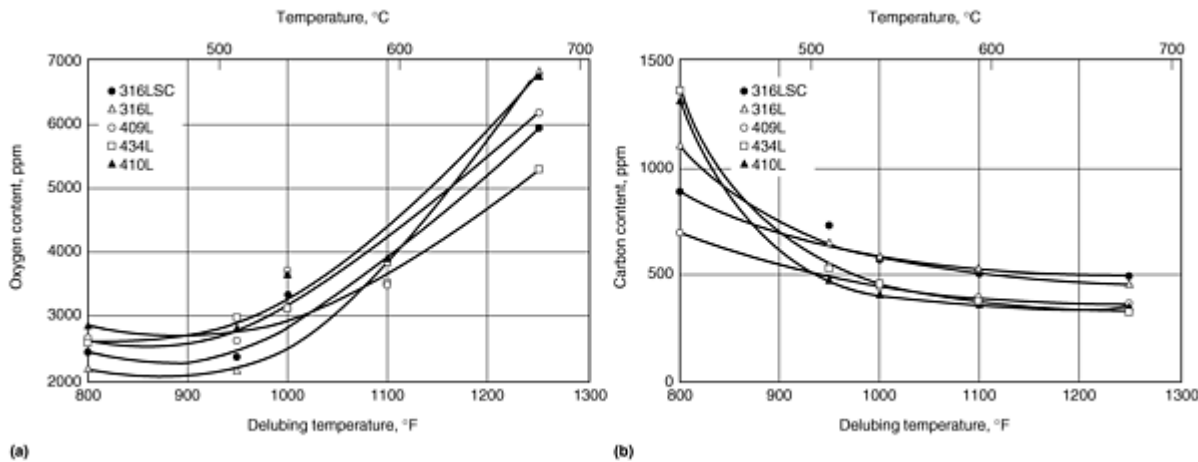 Temperature, °C
500 600 700
7000
6000
5000
4000
3000
2000
316LSC
316L
409L
434L
410L
Oxygen content, ppm
800 900 1000 1100 1200 1300
Delubing temperature, °F
(a)
Temperature, °C
500 600 700
1500
1000
500
0
316LSC
316L
409L
434L
410L
Carbon content, ppm
800 900 1000 1100 1200 1300
Delubing temperature, °F
(b)